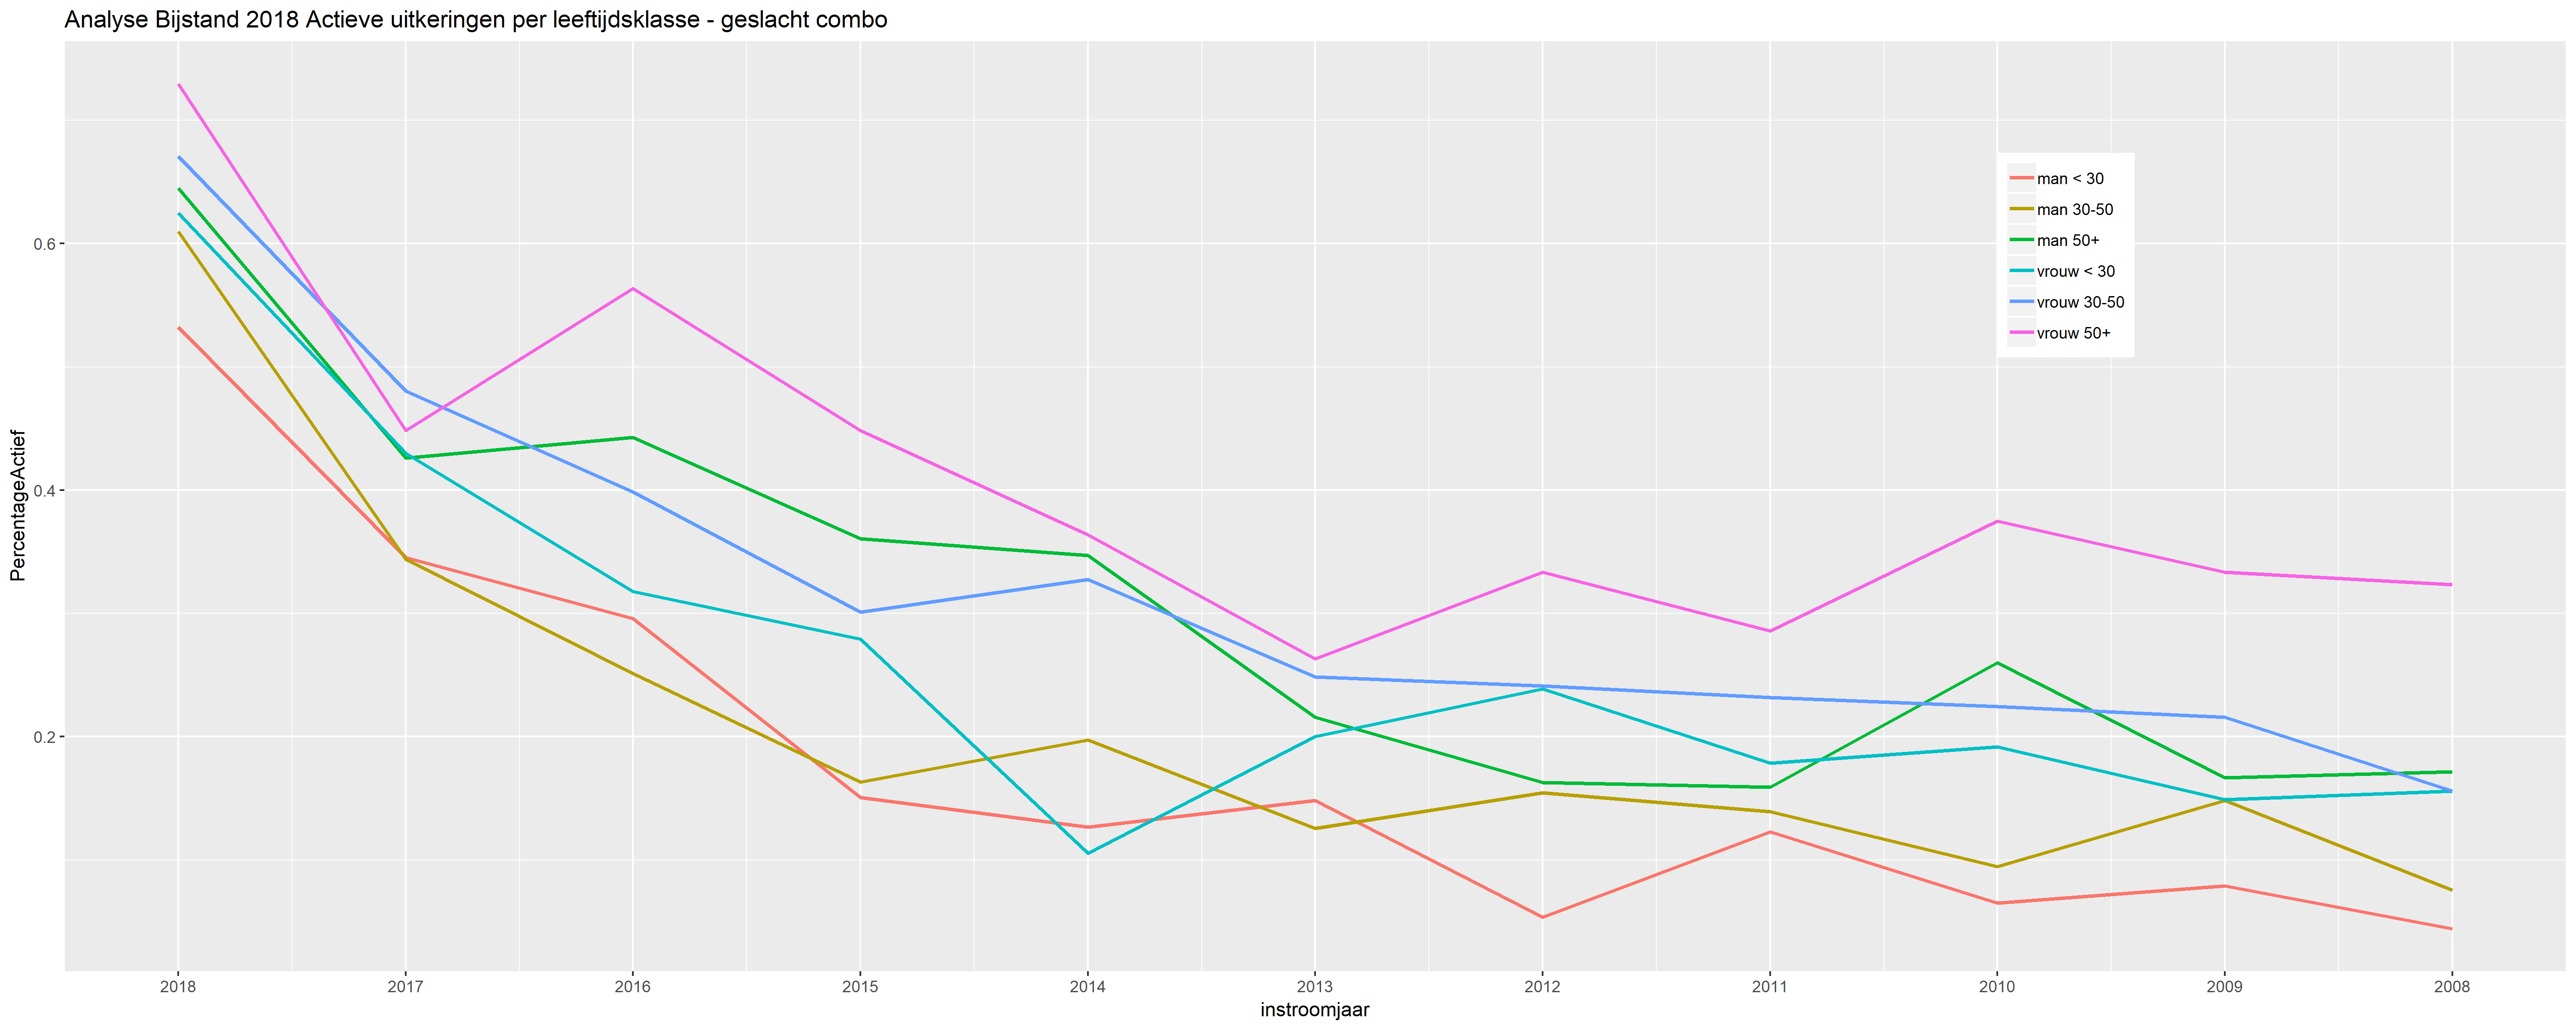 Analyse Bijstand 2018 Actieve uitkeringen per leeftijdsklasse - geslacht combo
man < 30
man 30-50
man 50+
vrouw < 30
vrouw 30-50
vrouw 50+
PercentageActief
0.6
0.4
0.2
2018 2017 2016 2015 2014 2013 2012 2011 2010 2009 2008
instroomjaar